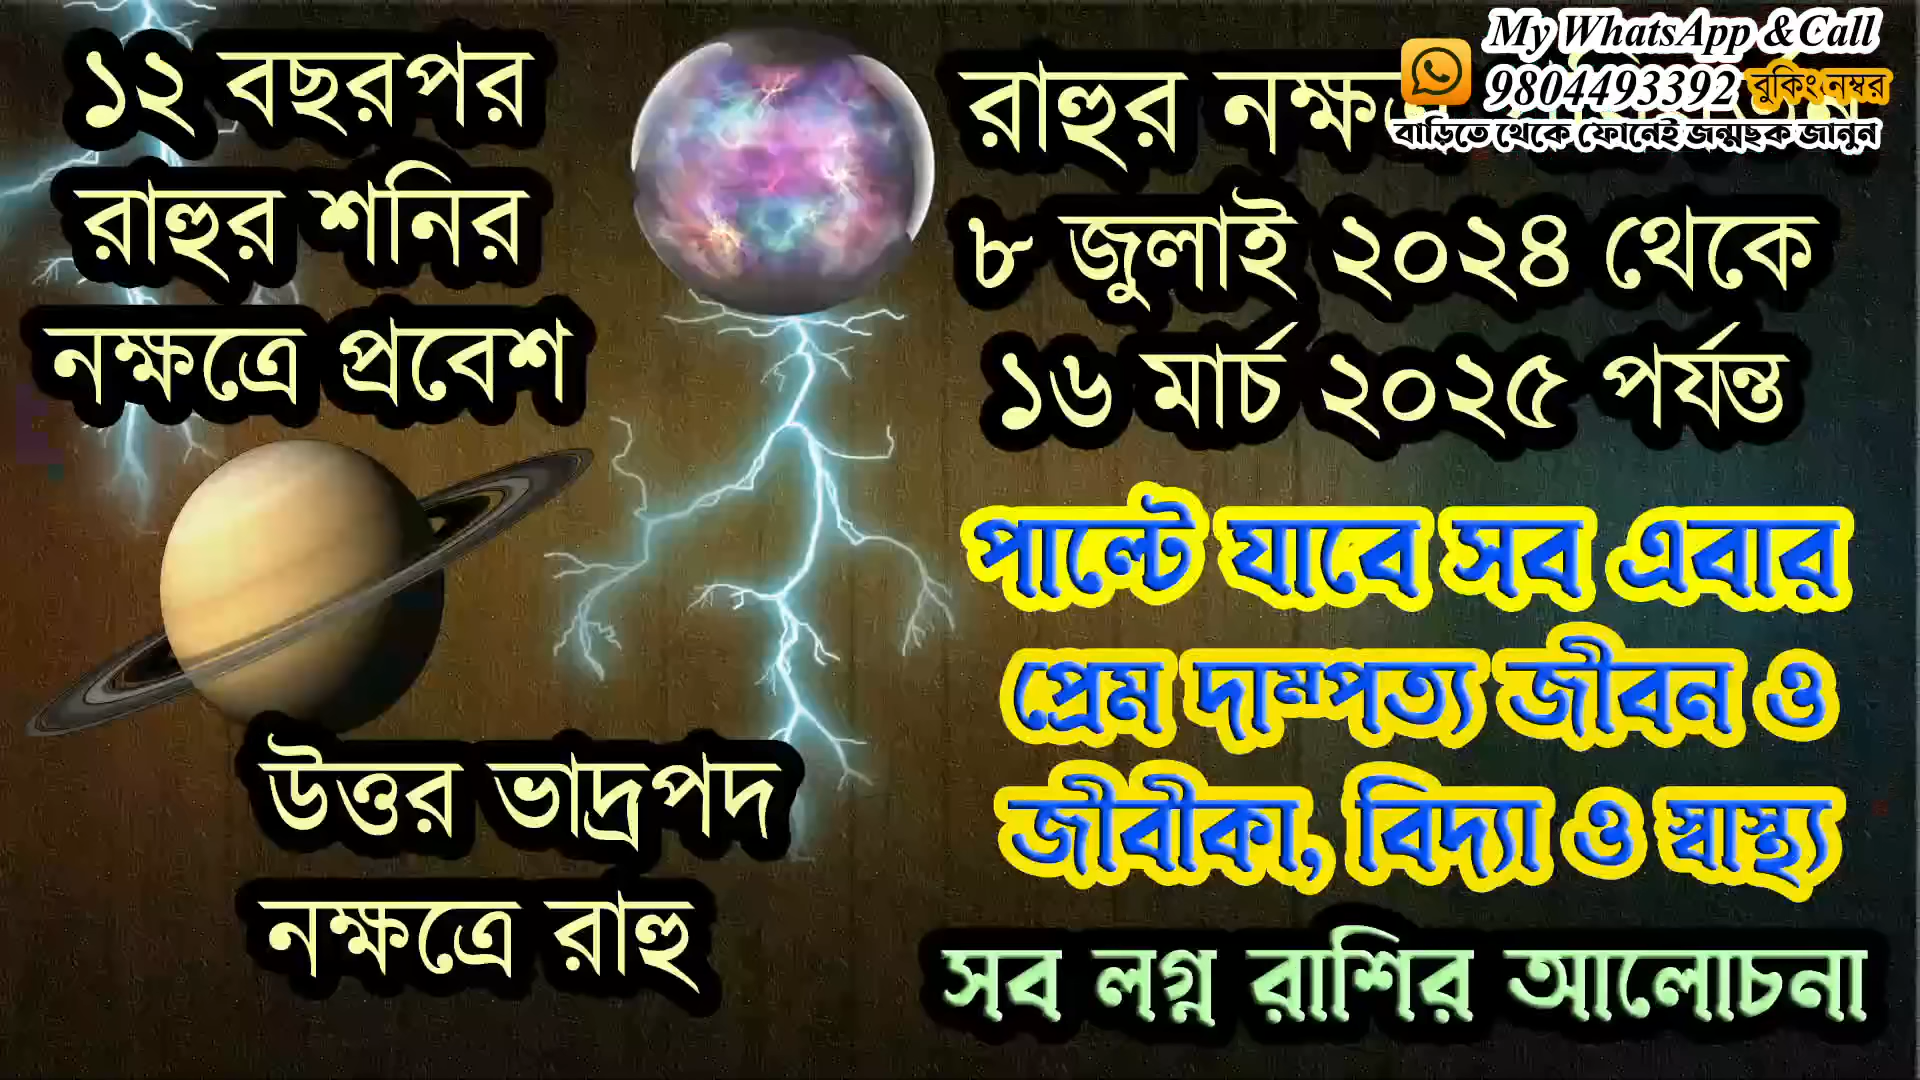 ১২ বছরপর
রাহুর শনির
নক্ষত্রে প্রবেশ
উত্তর ভাদ্রপদ
নক্ষত্রে রাহু
My WhatsApp & Call
9804493392 বুকিং নম্বর
বাড়িতে থেকে ফোনেই জন্মছক জানুন
রাহুর
৮ জুলাই ২০২৪ থেকে
১৬ মার্চ ২০২৫ পর্যন্ত
পাল্টে যাবে সব এবার
প্রেম দাম্পত্য জীবন ও
জীবীকা, বিদ্যা ও স্বাস্থ্য
সব লগ্ন রাশির আলোচনা